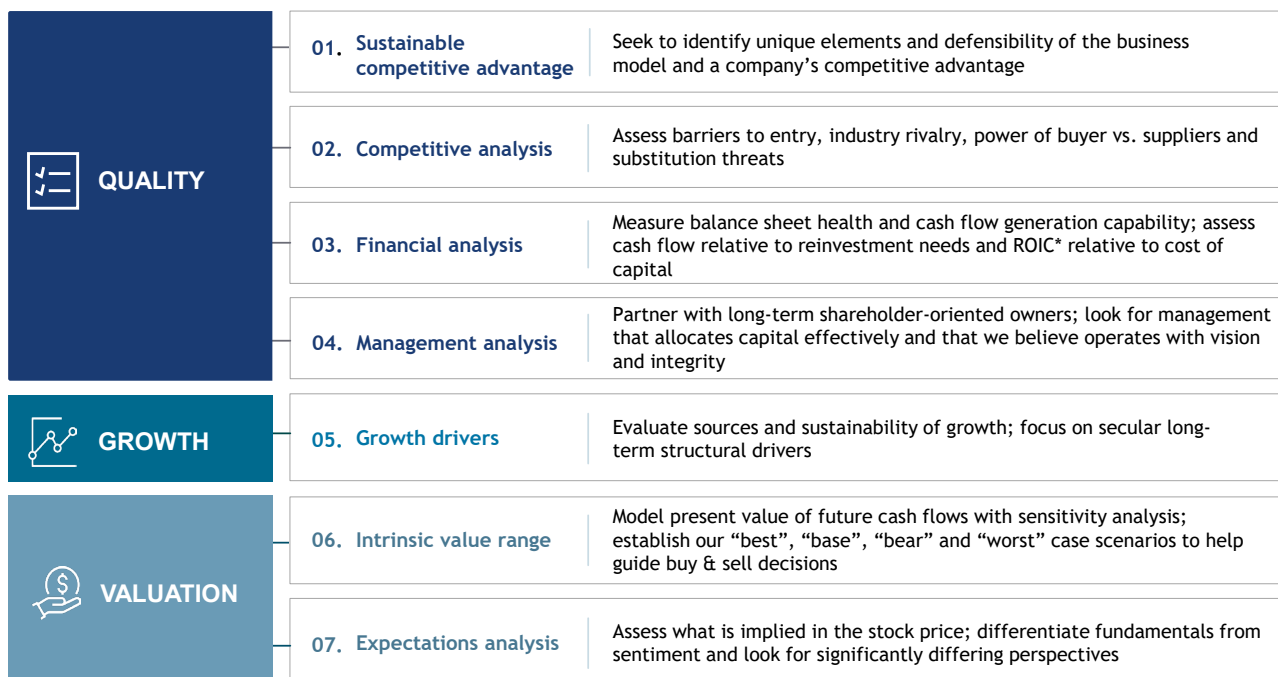 QUALITY
01. Sustainable
competitive advantage
Seek to identify unique elements and defensibility of the business
model and a company’s competitive advantage
02. Competitive analysis
Assess barriers to entry, industry rivalry, power of buyer vs. suppliers and
substitution threats
03. Financial analysis
Measure balance sheet health and cash flow generation capability; assess
cash flow relative to reinvestment needs and ROIC* relative to cost of
capital
04. Management analysis
Partner with long-term shareholder-oriented owners; look for management
that allocates capital effectively and that we believe operates with vision
and integrity
GROWTH
05. Growth drivers
Evaluate sources and sustainability of growth; focus on secular long-
term structural drivers
VALUATION
06. Intrinsic value range
Model present value of future cash flows with sensitivity analysis;
establish our “best”, “base”, “bear” and “worst” case scenarios to help
guide buy & sell decisions
07. Expectations analysis
Assess what is implied in the stock price; differentiate fundamentals from
sentiment and look for significantly differing perspectives